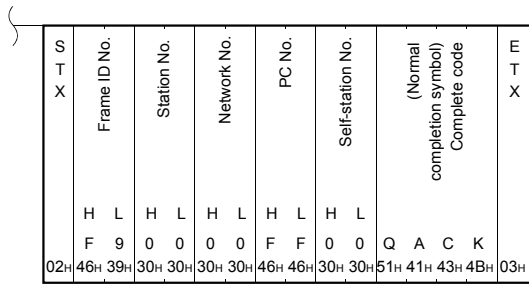 S
T
X
Frame ID No.
Station No.
Network No.
PC No.
Self-station No.
(Normal
completion symbol)
Complete code
E
T
X
H L H L H L H L H L
F 9 0 0 0 0 F F 0 0 Q A C K
02H 46H 39H 30H 30H 30H 30H 46H 46H 30H 30H 51H 41H 43H 4BH 03H